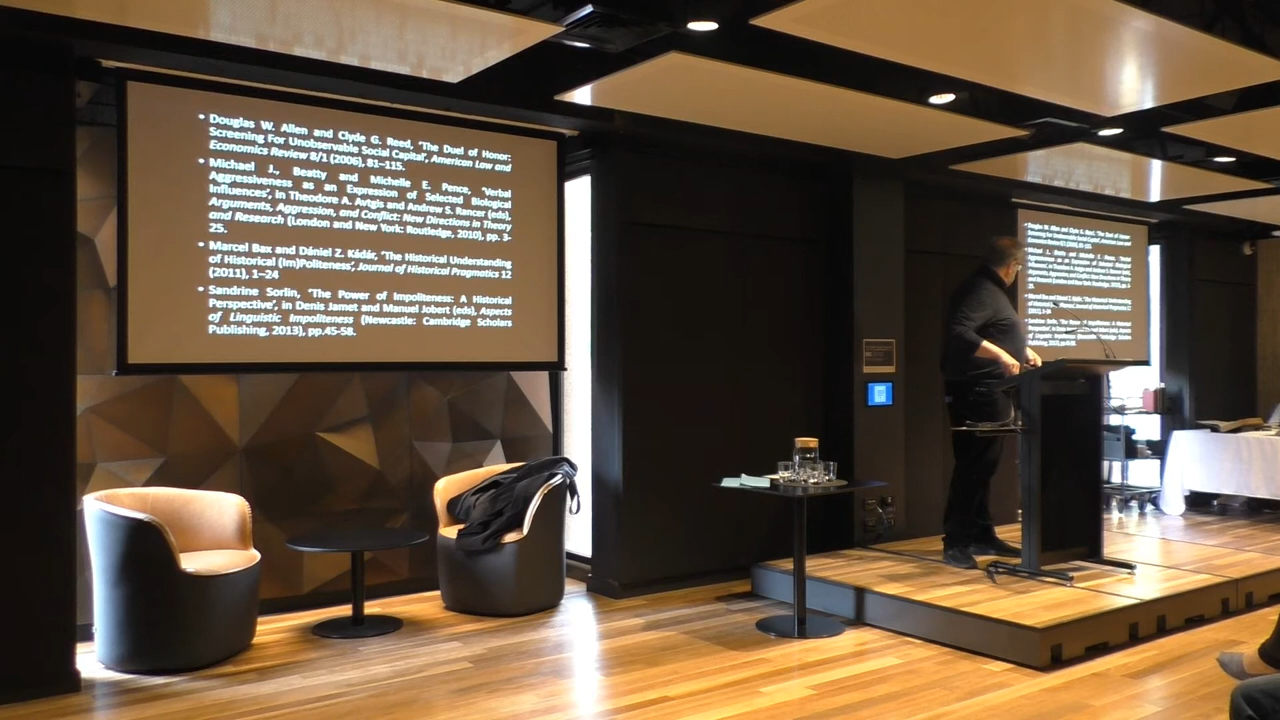 • Douglas W. Allen and Clyde G. Reed, 'The Duel of Honor:
Screening For Unobservable Social Capital', American Law and
Economics Review 8/1 (2006), 81–115.
• Michael J., Beatty and Michelle E. Pence, 'Verbal
Aggressiveness as an Expression of Selected Biological
Influences', in Theodore A. Avtgis and Andrew S. Rancer (eds),
Arguments, Aggression, and Conflict: New Directions in Theory
and Research (London and New York: Routledge, 2010), pp. 3-
25.
• Marcel Bax and Dániel Z. Kádár, 'The Historical Understanding
of Historical (Im)Politeness', Journal of Historical Pragmatics 12
(2011), 1–24
• Sandrine Sorlin, 'The Power of Impoliteness: A Historical
Perspective', in Denis Jamet and Manuel Jobert (eds), Aspects
of Linguistic Impoliteness (Newcastle: Cambridge Scholars
Publishing, 2013), pp.45-58.